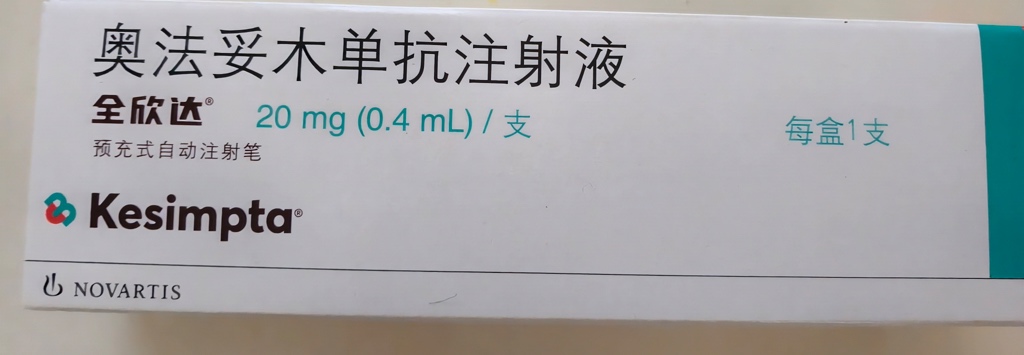 奥法妥木单抗注射液
全欣达®
20 mg (0.4 mL) / 支
每盒1支
预充式自动注射笔
Kesimpta®
NOVARTIS